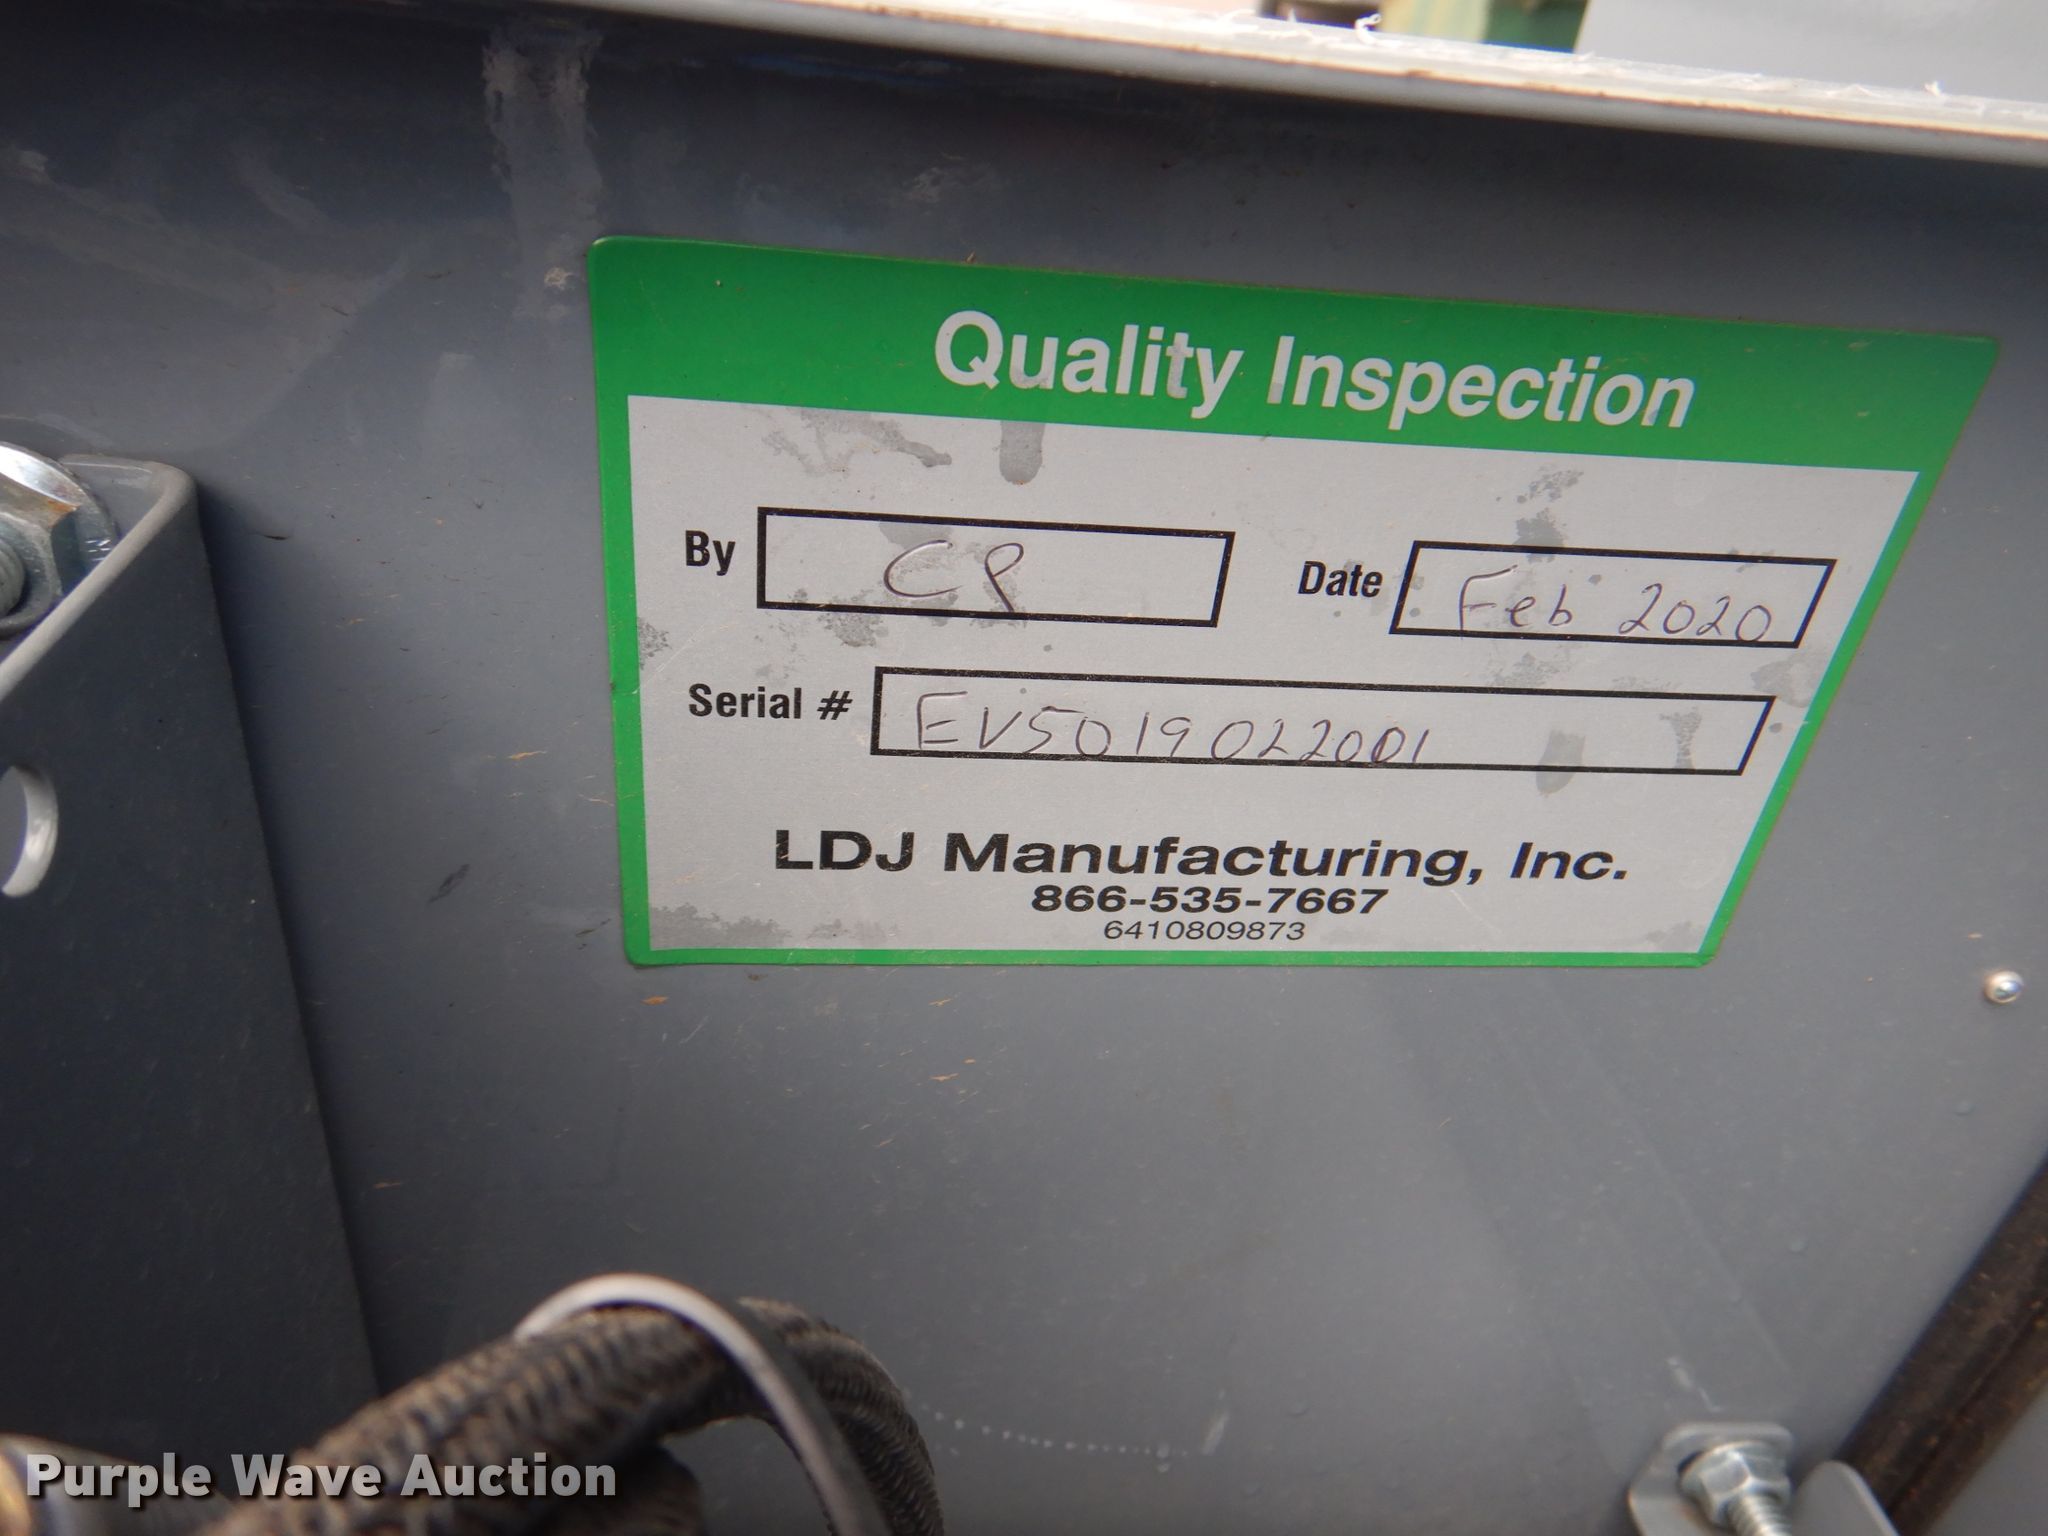 Quality Inspection
By CP Date Feb 2020
Serial # EV5019022001
LDJ Manufacturing, Inc.
866-535-7667
6410809873
Purple Wave Auction